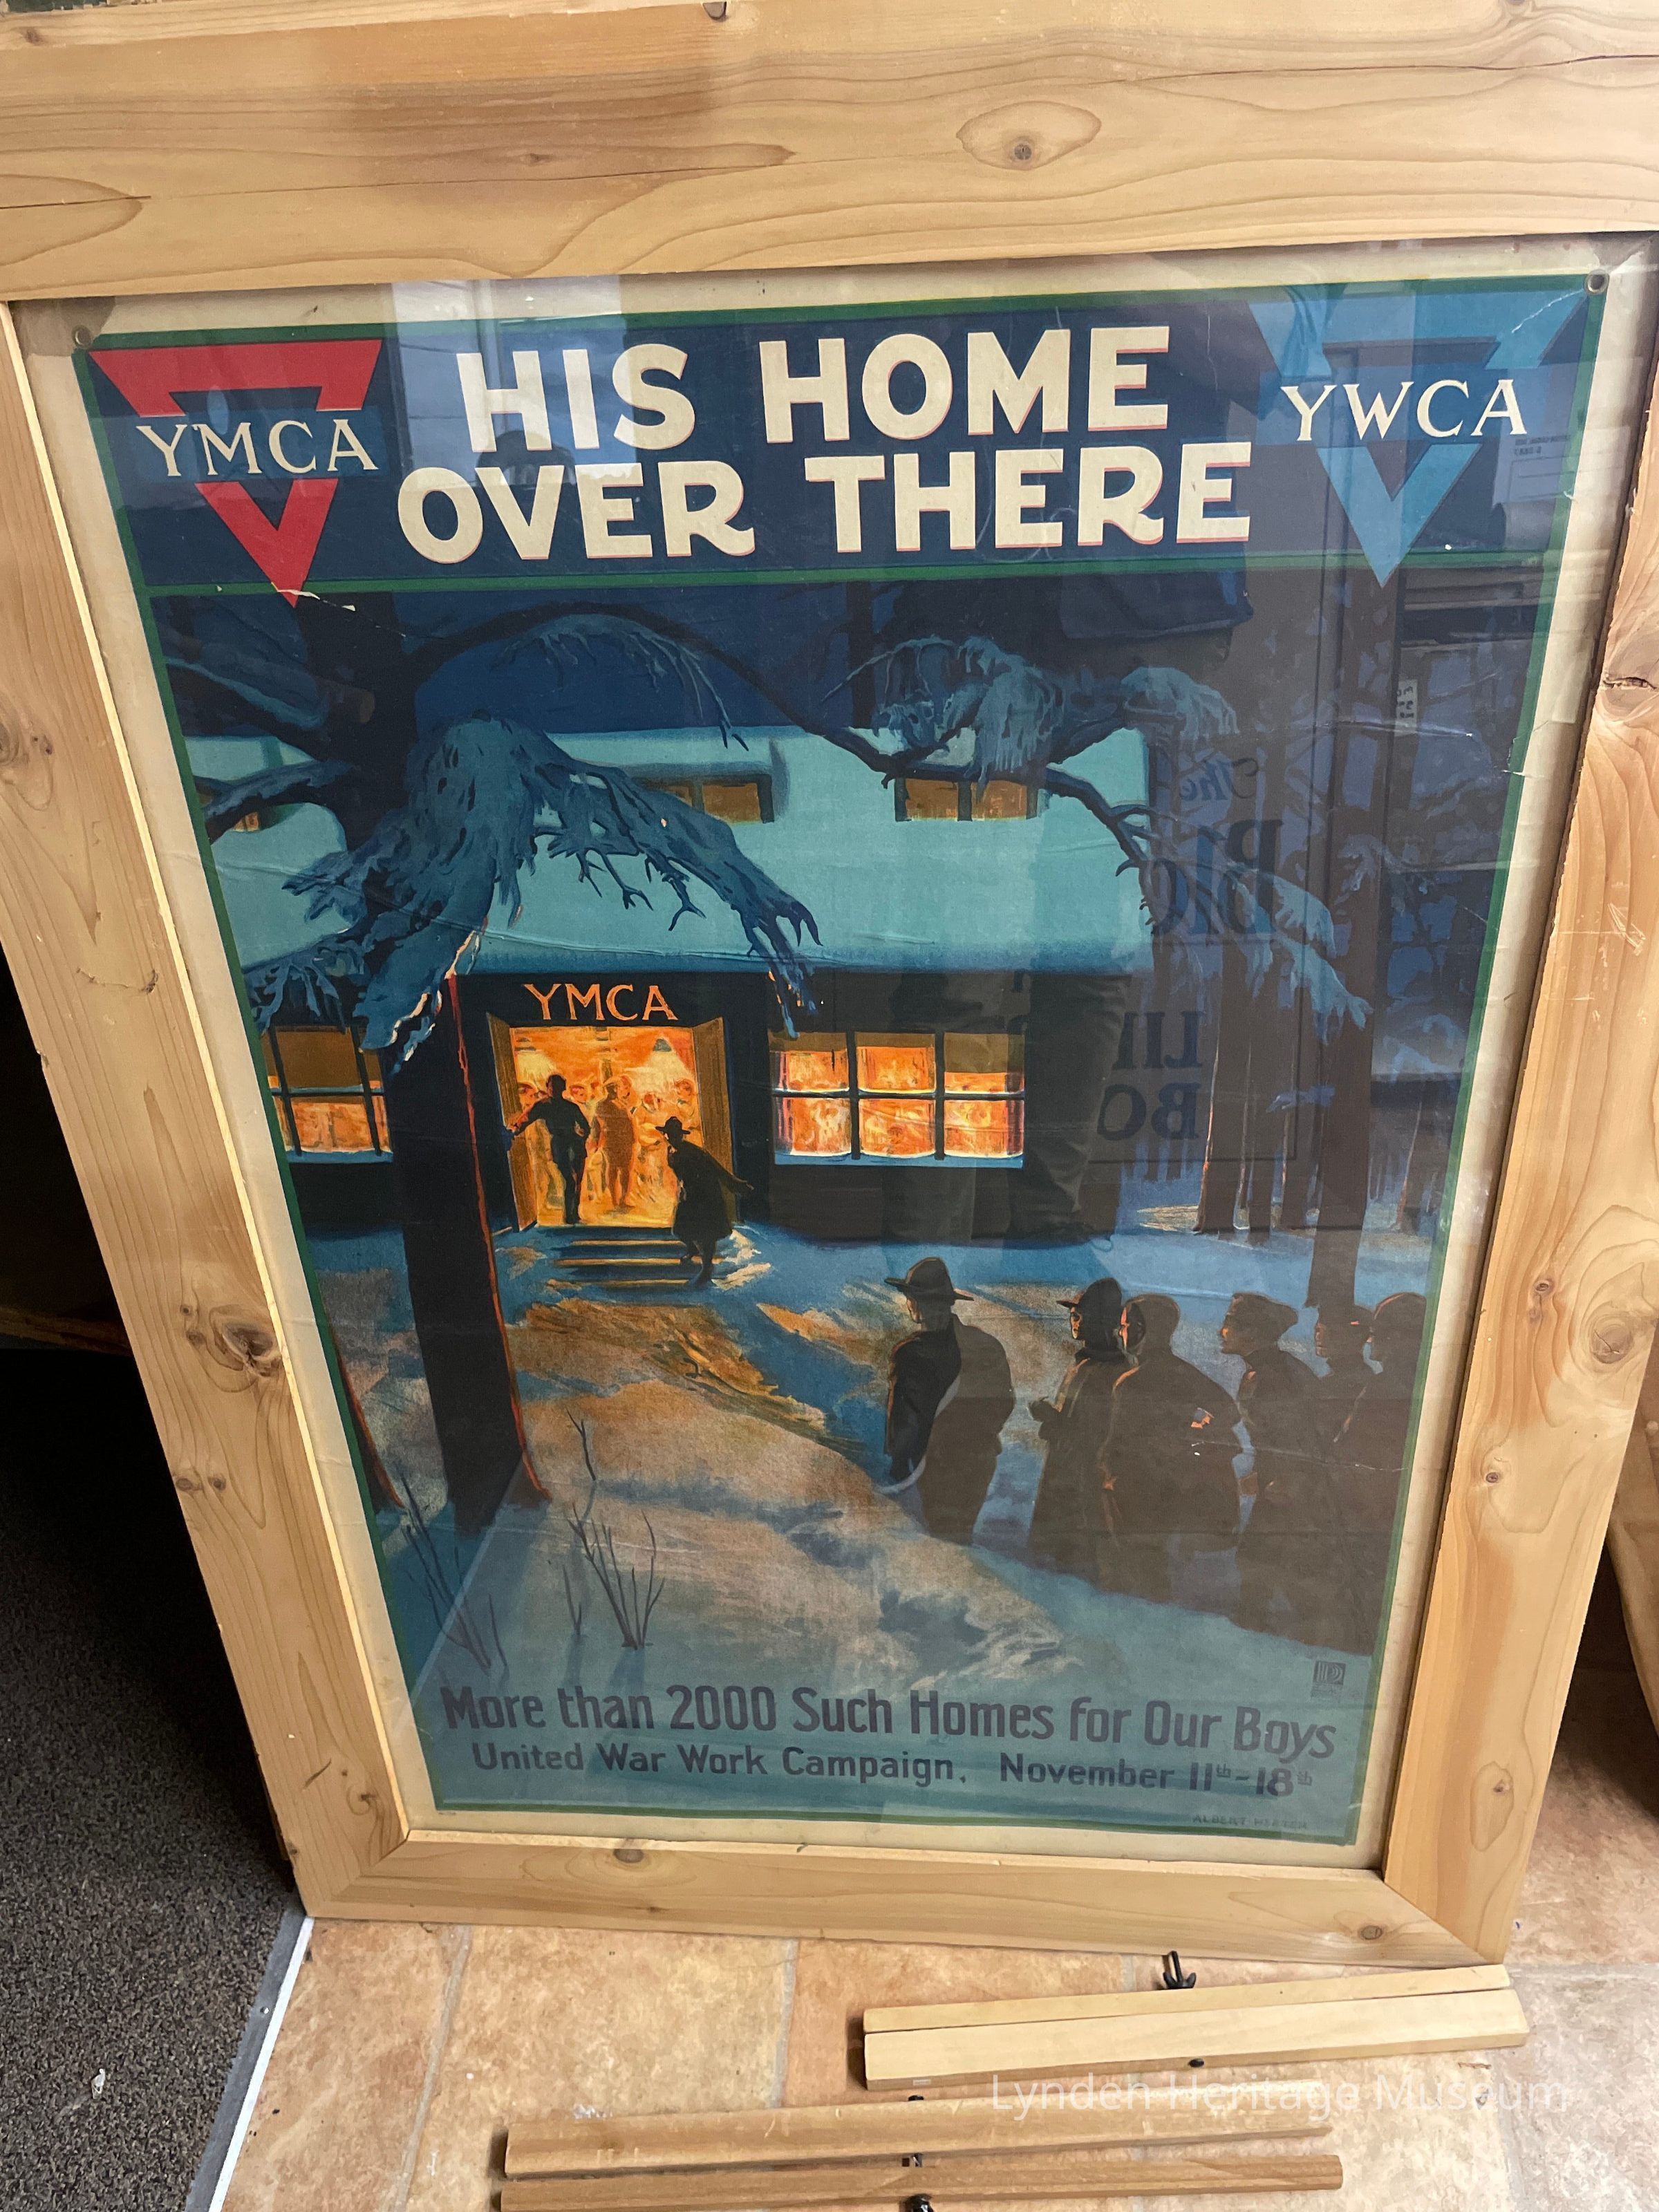 YMCA
HIS HOME
OVER THERE
YWCA
YMCA
More than 2000 Such Homes for Our Boys
United War Work Campaign, November 11th-18th
ALBERT HERTER
Lynden Heritage Museum